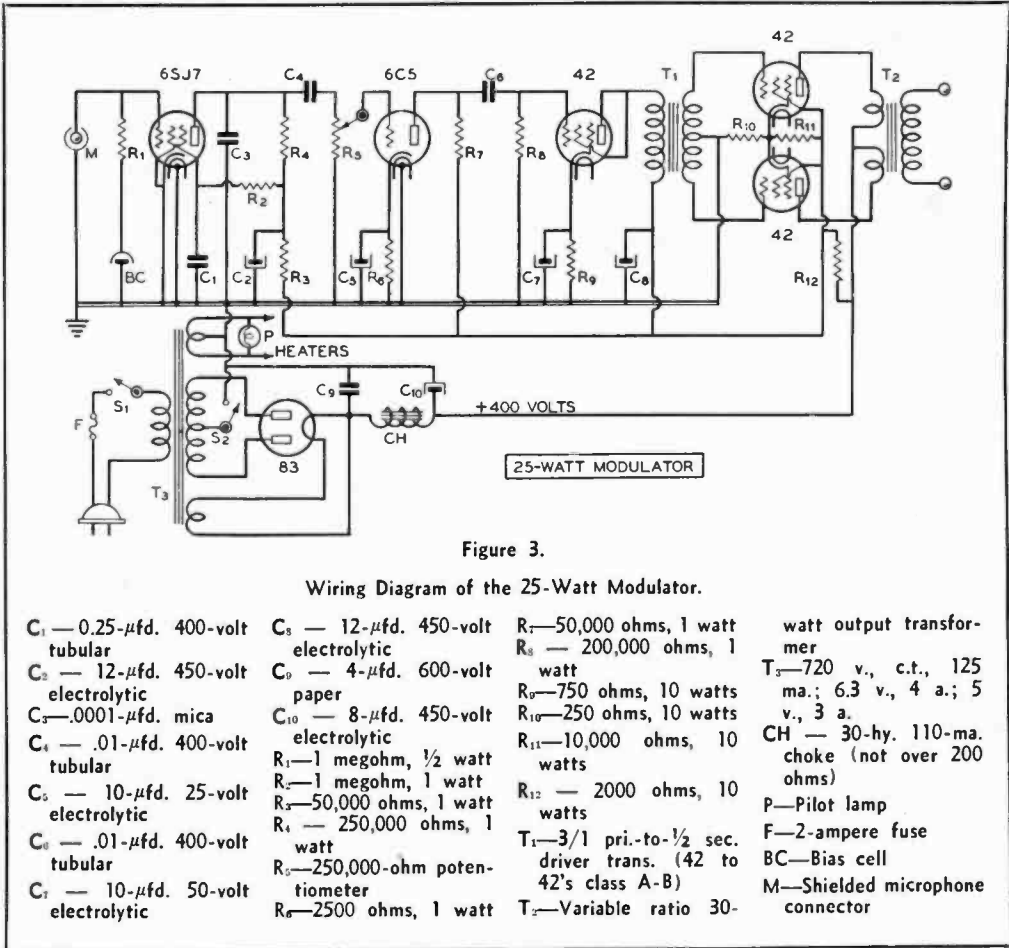 42
6SJ7
C₄
6C5
C₆
42
T₁
T₂
M
R₁
C₃
R₄
R₅
R₇
R₈
R₁₀
R₁₁
R₂
42
BC
C₁
C₂
R₃
C₅
R₆
C₇
R₉
C₈
R₁₂
P
HEATERS
S₁
C₉
C₁₀
+400 VOLTS
F
S₂
CH
83
T₃
25-WATT MODULATOR
Figure 3.
Wiring Diagram of the 25-Watt Modulator.
C₁ — 0.25-μfd. 400-volt
tubular
C₂ — 12-μfd. 450-volt
electrolytic
C₃—.0001-μfd. mica
C₄ — .01-μfd. 400-volt
tubular
C₅ — 10-μfd. 25-volt
electrolytic
C₆ — .01-μfd. 400-volt
tubular
C₇ — 10-μfd. 50-volt
electrolytic
C₈ — 12-μfd. 450-volt
electrolytic
C₉ — 4-μfd. 600-volt
paper
C₁₀ — 8-μfd. 450-volt
electrolytic
R₁—1 megohm, ½ watt
R₂—1 megohm, 1 watt
R₃—50,000 ohms, 1 watt
R₄ — 250,000 ohms, 1
watt
R₅—250,000-ohm poten-
tiometer
R₆—2500 ohms, 1 watt
R₇—50,000 ohms, 1 watt
R₈ — 200,000 ohms, 1
watt
R₉—750 ohms, 10 watts
R₁₀—250 ohms, 10 watts
R₁₁—10,000 ohms, 10
watts
R₁₂ — 2000 ohms, 10
watts
T₁—3/1 pri.-to-½ sec.
driver trans. (42 to
42's class A-B)
T₂—Variable ratio 30-
watt output transfor-
mer
T₃—720 v., c.t., 125
ma.; 6.3 v., 4 a.; 5
v., 3 a.
CH — 30-hy. 110-ma.
choke (not over 200
ohms)
P—Pilot lamp
F—2-ampere fuse
BC—Bias cell
M—Shielded microphone
connector